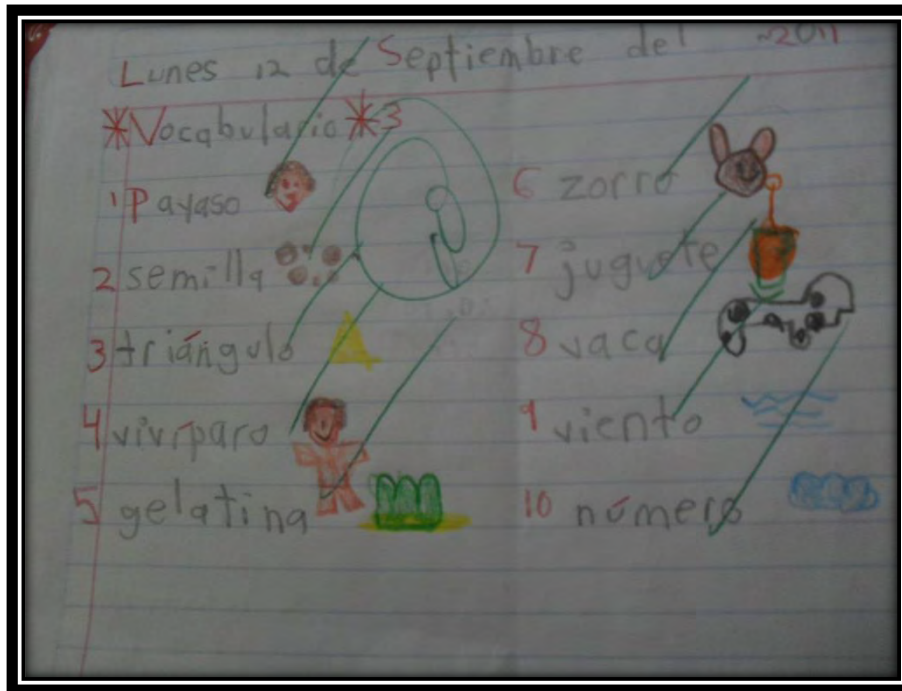 Lunes 12 de Septiembre del 2011
*Vocabulario *3
1 Payaso
2 semilla
3 triángulo
4 vivíparo
5 gelatina
6 zorro
7 juguete
8 vaca
9 viento
10 número